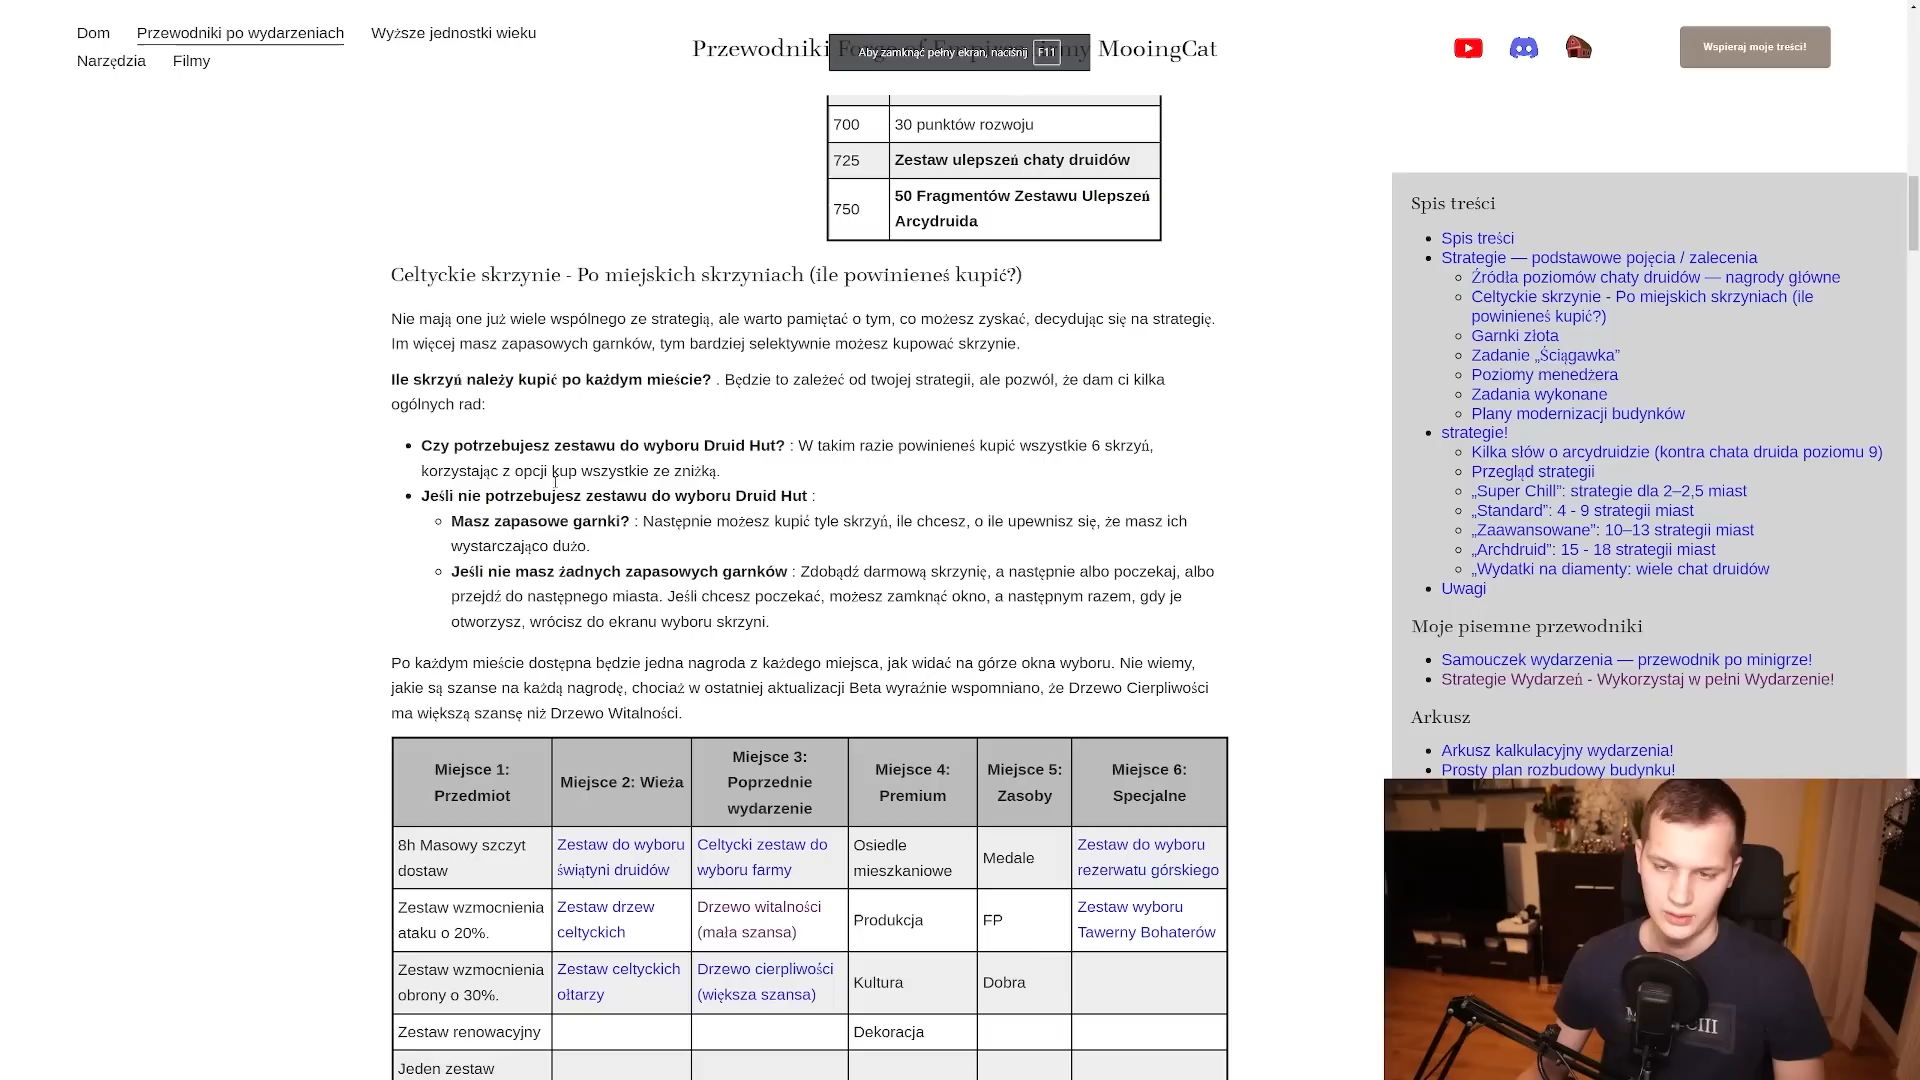 Dom
Przewodniki po wydarzeniach
Wyższe jednostki wieku
Narzędzia
Filmy
Przewodniki
MooingCat
Aby zamknąć pełny ekran, naciśnij F11
Wspieraj moje treści!
700 30 punktów rozwoju
725 Zestaw ulepszeń chaty druidów
750 50 Fragmentów Zestawu Ulepszeń
Arcydruida
Celtyckie skrzynie - Po miejskich skrzyniach (ile powinieneś kupić?)
Nie mają one już wiele wspólnego ze strategią, ale warto pamiętać o tym, co możesz zyskać, decydując się na strategię.
Im więcej masz zapasowych garnków, tym bardziej selektywnie możesz kupować skrzynie.
Ile skrzyń należy kupić po każdym mieście? . Będzie to zależeć od twojej strategii, ale pozwól, że dam ci kilka
ogólnych rad:
Czy potrzebujesz zestawu do wyboru Druid Hut? : W takim razie powinieneś kupić wszystkie 6 skrzyń,
korzystając z opcji kup wszystkie ze zniżką.
Jeśli nie potrzebujesz zestawu do wyboru Druid Hut :
Masz zapasowe garnki? : Następnie możesz kupić tyle skrzyń, ile chcesz, o ile upewnisz się, że masz ich
wystarczająco dużo.
Jeśli nie masz żadnych zapasowych garnków : Zdobądź darmową skrzynię, a następnie albo poczekaj, albo
przejdź do następnego miasta. Jeśli chcesz poczekać, możesz zamknąć okno, a następnym razem, gdy je
otworzysz, wrócisz do ekranu wyboru skrzyni.
Po każdym mieście dostępna będzie jedna nagroda z każdego miejsca, jak widać na górze okna wyboru. Nie wiemy,
jakie są szanse na każdą nagrodę, chociaż w ostatniej aktualizacji Beta wyraźnie wspomniano, że Drzewo Cierpliwości
ma większą szansę niż Drzewo Witalności.
Miejsce 1:
Przedmiot
Miejsce 2: Wieża
Miejsce 3:
Poprzednie
wydarzenie
Miejsce 4:
Premium
Miejsce 5:
Zasoby
Miejsce 6:
Specjalne
8h Masowy szczyt
dostaw
Zestaw do wyboru
świątyni druidów
Celtycki zestaw do
wyboru farmy
Osiedle
mieszkaniowe
Medale
Zestaw do wyboru
rezerwatu górskiego
Zestaw wzmocnienia
ataku o 20%.
Zestaw drzew
celtyckich
Drzewo witalności
(mała szansa)
Produkcja
FP
Zestaw wyboru
Tawerny Bohaterów
Zestaw wzmocnienia
obrony o 30%.
Zestaw celtyckich
ołtarzy
Drzewo cierpliwości
(większa szansa)
Kultura
Dobra
Zestaw renowacyjny
Dekoracja
Jeden zestaw
Spis treści
Spis treści
Strategie — podstawowe pojęcia / zalecenia
Źródła poziomów chaty druidów — nagrody główne
Celtyckie skrzynie - Po miejskich skrzyniach (ile
powinieneś kupić?)
Garnki złota
Zadanie „Ściągawka”
Poziomy menedżera
Zadania wykonane
Plany modernizacji budynków
strategie!
Kilka słów o arcydruidzie (kontra chata druida poziomu 9)
Przegląd strategii
„Super Chill”: strategie dla 2–2,5 miast
„Standard”: 4 - 9 strategii miast
„Zaawansowane”: 10–13 strategii miast
„Archdruid”: 15 - 18 strategii miast
„Wydatki na diamenty: wiele chat druidów
Uwagi
Moje pisemne przewodniki
Samouczek wydarzenia — przewodnik po minigrze!
Strategie Wydarzeń - Wykorzystaj w pełni Wydarzenie!
Arkusz
Arkusz kalkulacyjny wydarzenia!
Prosty plan rozbudowy budynku!